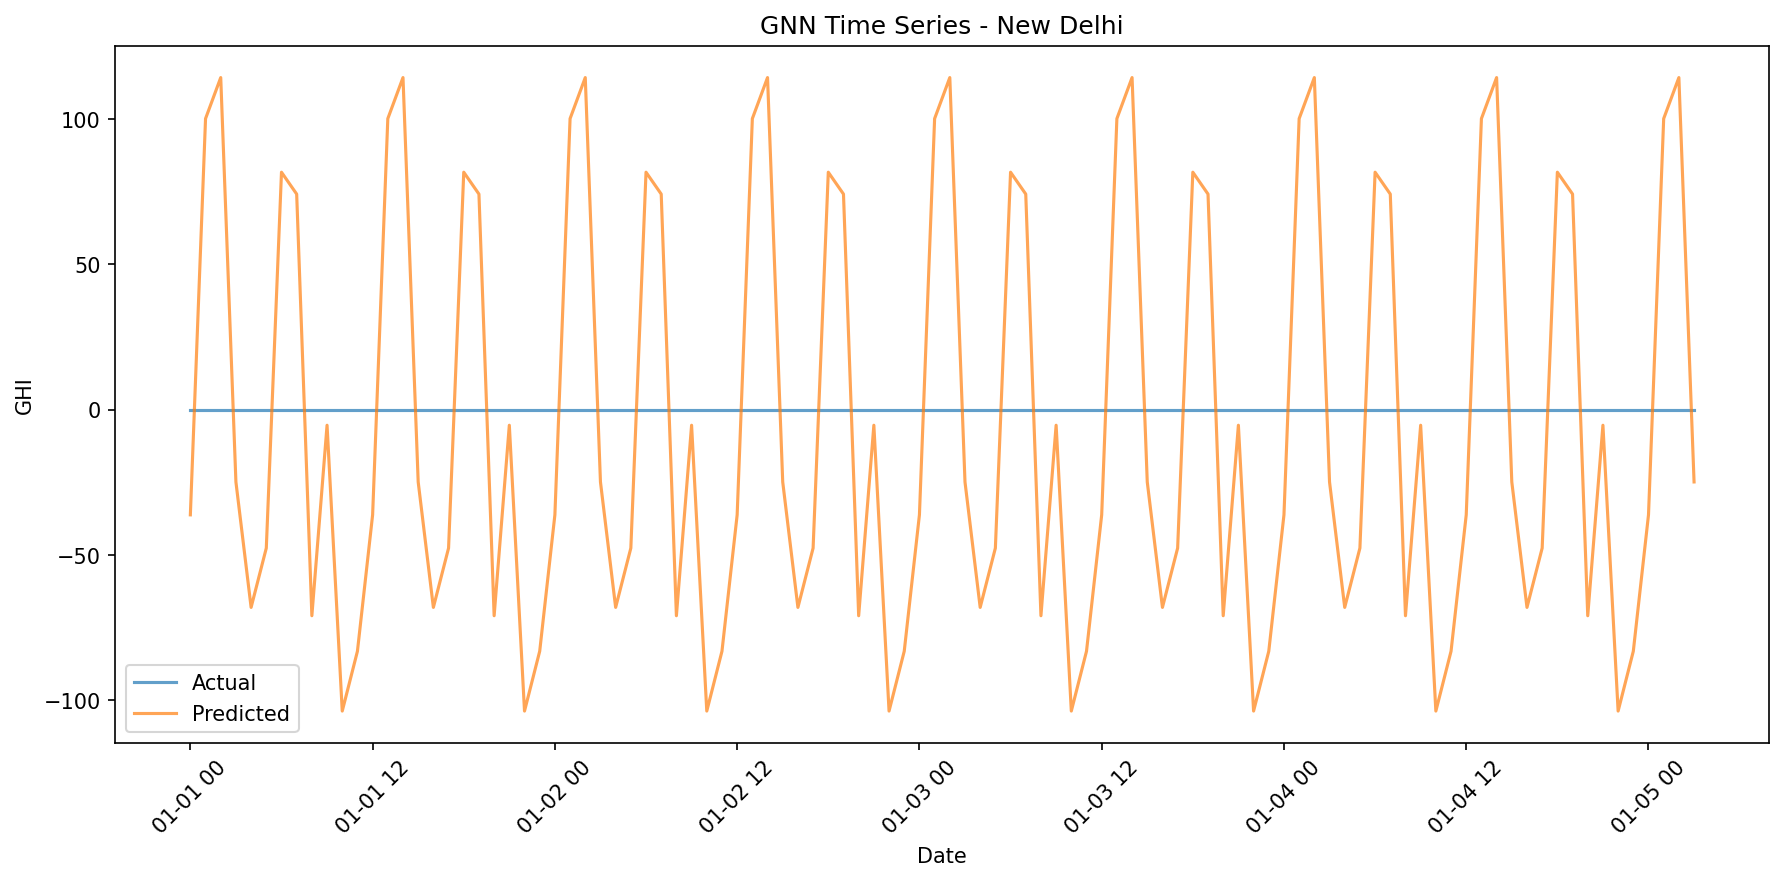 GNN Time Series - New Delhi
GHI
100
50
0
−50
−100
Actual
Predicted
01-01 00
01-01 12
01-02 00
01-02 12
01-03 00
01-03 12
01-04 00
01-04 12
01-05 00
Date